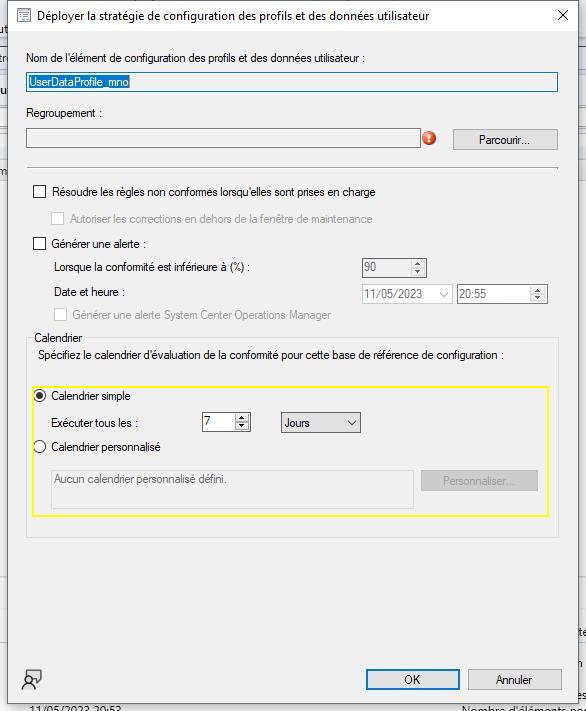 Déployer la stratégie de configuration des profils et des données utilisateur
Nom de l'élément de configuration des profils et des données utilisateur :
UserDataProfile_mno
Regroupement :
Parcourir...
Résoudre les règles non conformes lorsqu'elles sont prises en charge
Autoriser les corrections en dehors de la fenêtre de maintenance
Générer une alerte :
Lorsque la conformité est inférieure à (%) :
90
Date et heure :
11/05/2023
20:55
Générer une alerte System Center Operations Manager
Calendrier
Spécifiez le calendrier d'évaluation de la conformité pour cette base de référence de configuration :
Calendrier simple
Exécuter tous les :
7
Jours
Calendrier personnalisé
Aucun calendrier personnalisé défini.
Personnaliser...
OK
Annuler
11/05/2023 20:53